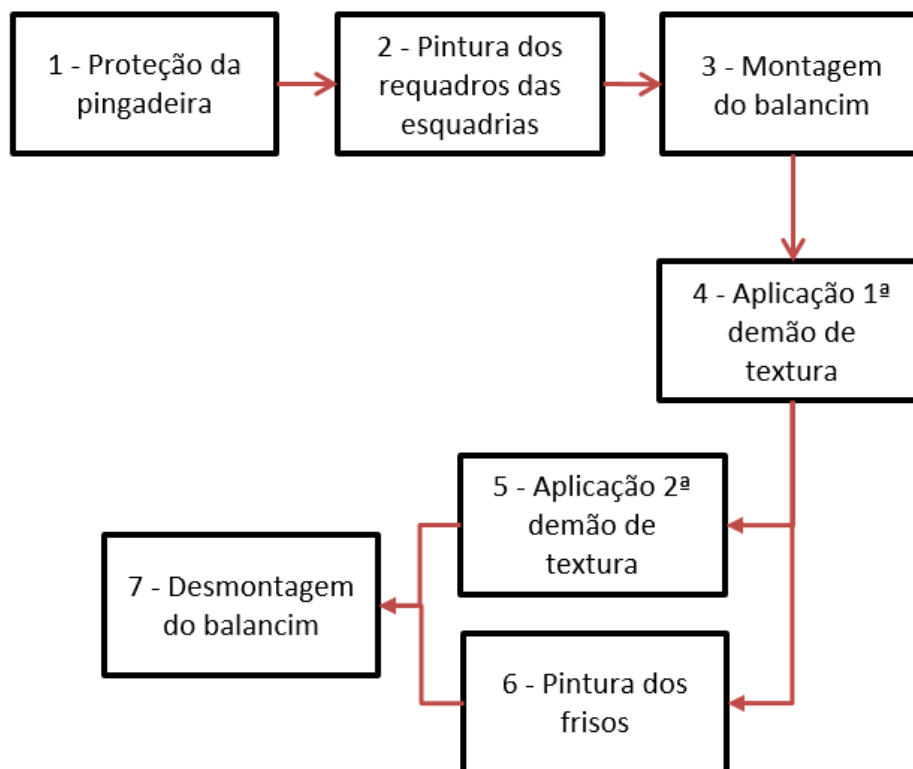 1 - Proteção da
pingadeira
2 - Pintura dos
requadros das
esquadrias
3 - Montagem
do balancim
4 - Aplicação 1ª
demão de
textura
5 - Aplicação 2ª
demão de
textura
6 - Pintura dos
frisos
7 - Desmontagem
do balancim